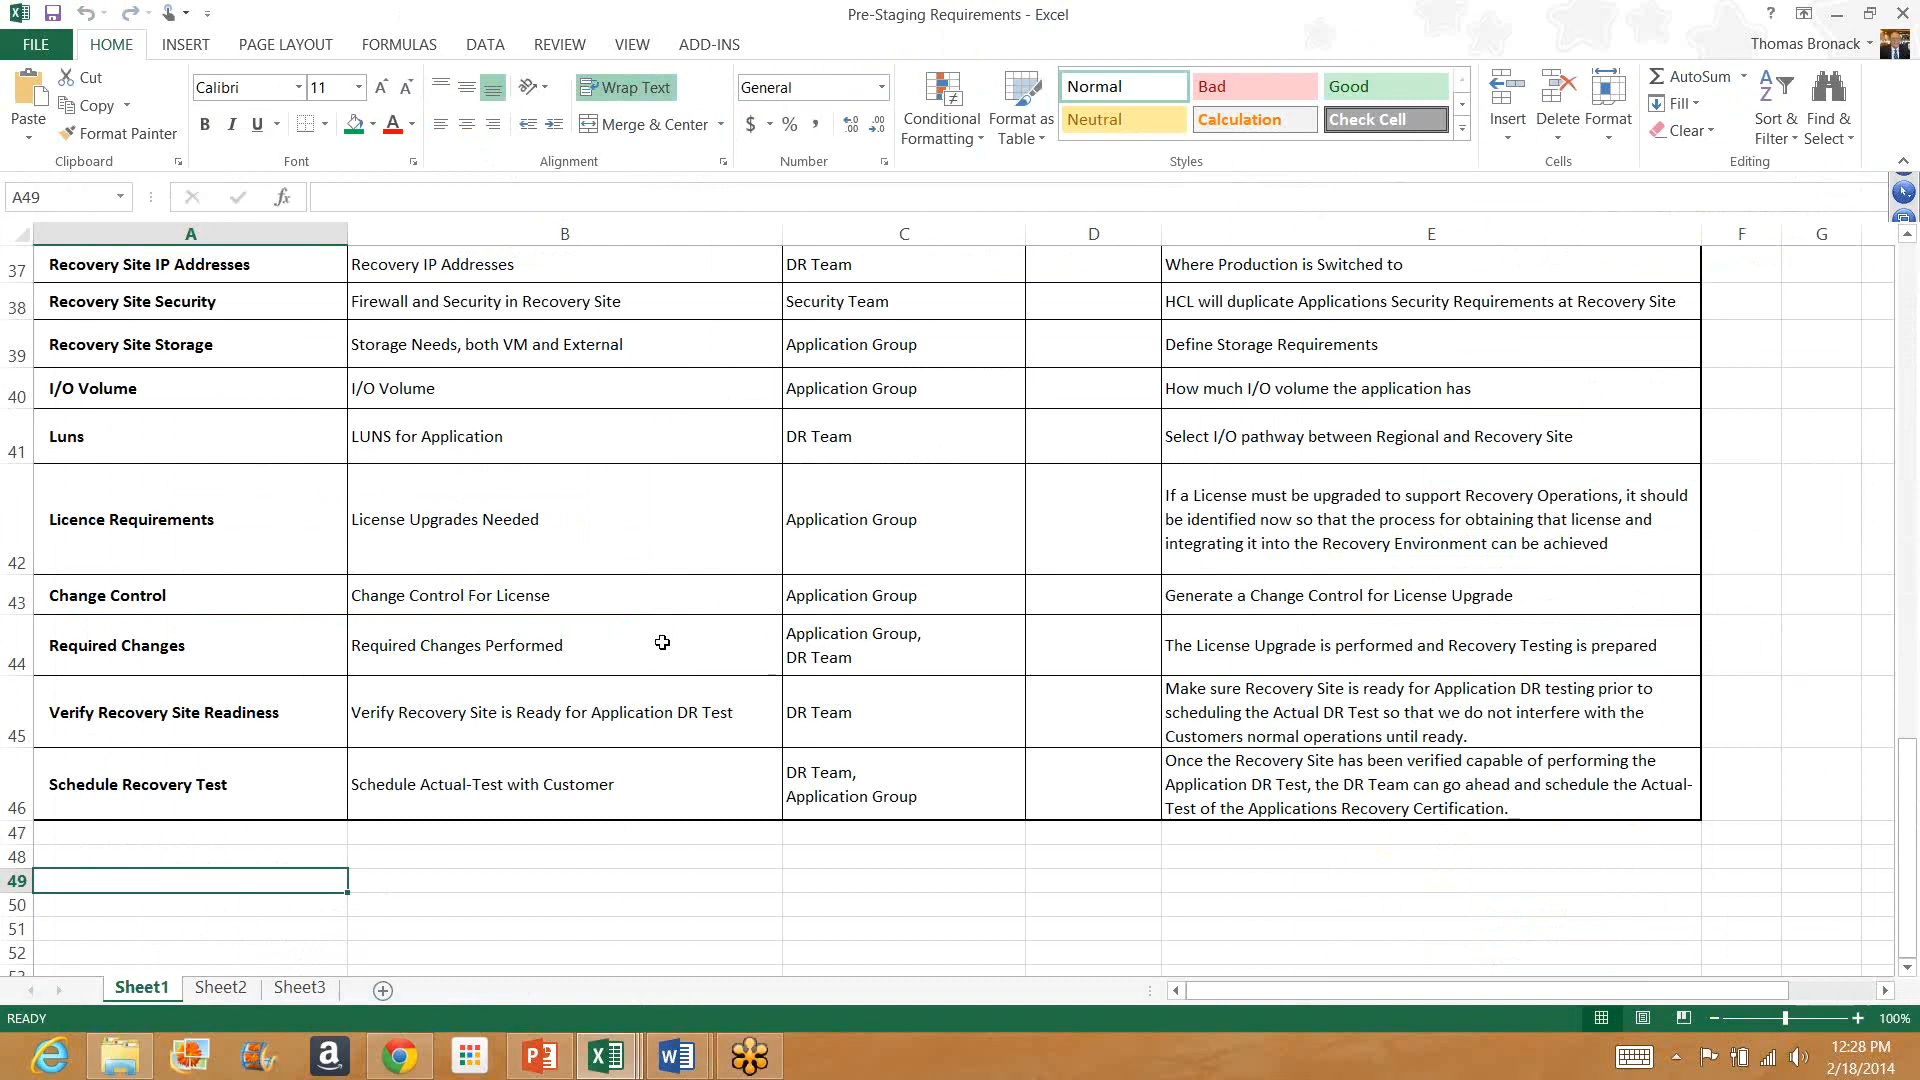 Pre-Staging Requirements - Excel
?
FILE
HOME
INSERT
PAGE LAYOUT
FORMULAS
DATA
REVIEW
VIEW
ADD-INS
Thomas Bronack
Paste
Cut
Copy
Format Painter
Clipboard
Calibri
11
B I U
Font
Wrap Text
Merge & Center
Alignment
General
$ % ,
Number
Conditional
Formatting
Format as
Table
Normal
Bad
Good
Neutral
Calculation
Check Cell
Styles
Insert
Delete
Format
Cells
AutoSum
Fill
Clear
Sort &
Filter
Find &
Select
Editing
A49
fx
A B C D E F G
37 Recovery Site IP Addresses Recovery IP Addresses DR Team Where Production is Switched to
38 Recovery Site Security Firewall and Security in Recovery Site Security Team HCL will duplicate Applications Security Requirements at Recovery Site
39 Recovery Site Storage Storage Needs, both VM and External Application Group Define Storage Requirements
40 I/O Volume I/O Volume Application Group How much I/O volume the application has
41 Luns LUNS for Application DR Team Select I/O pathway between Regional and Recovery Site
42 Licence Requirements License Upgrades Needed Application Group
If a License must be upgraded to support Recovery Operations, it should
be identified now so that the process for obtaining that license and
integrating it into the Recovery Environment can be achieved
43 Change Control Change Control For License Application Group Generate a Change Control for License Upgrade
44 Required Changes Required Changes Performed
Application Group,
DR Team
The License Upgrade is performed and Recovery Testing is prepared
45 Verify Recovery Site Readiness Verify Recovery Site is Ready for Application DR Test DR Team
Make sure Recovery Site is ready for Application DR testing prior to
scheduling the Actual DR Test so that we do not interfere with the
Customers normal operations until ready.
46 Schedule Recovery Test Schedule Actual-Test with Customer
DR Team,
Application Group
Once the Recovery Site has been verified capable of performing the
Application DR Test, the DR Team can go ahead and schedule the Actual-
Test of the Applications Recovery Certification.
47
48
49
50
51
52
53
Sheet1
Sheet2
Sheet3
READY
100%
12:28 PM
2/18/2014